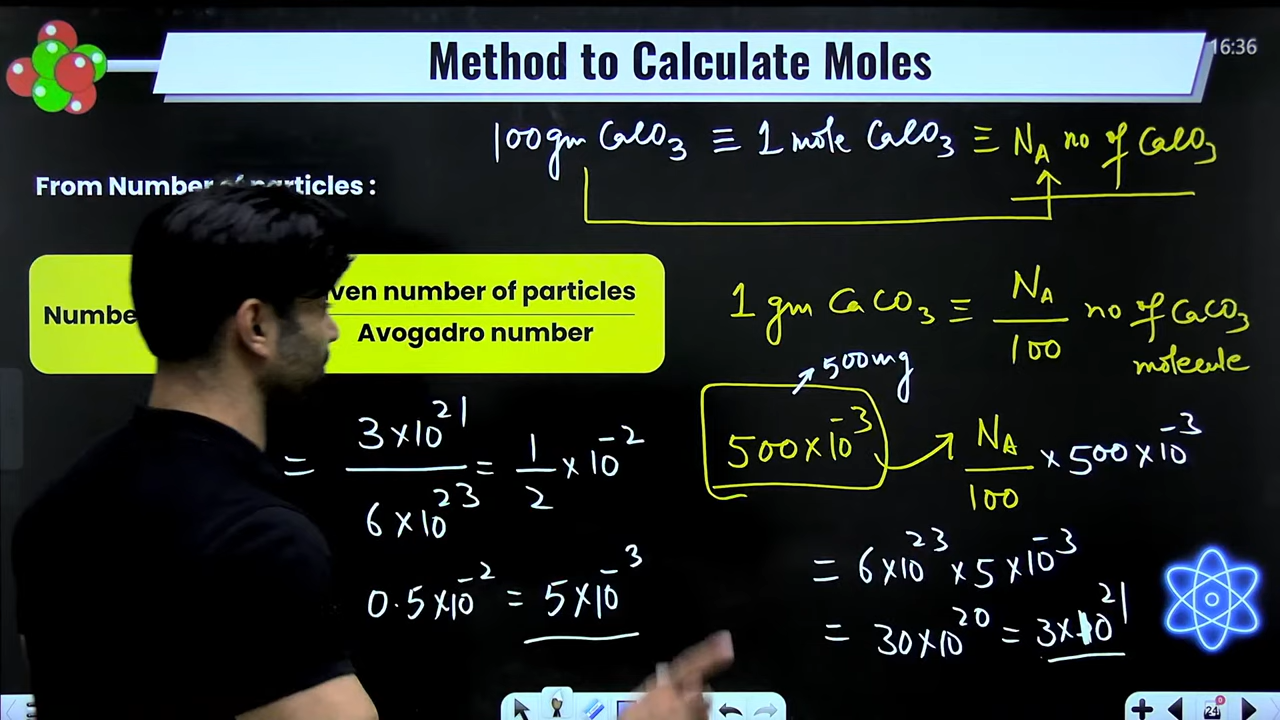 Method to Calculate Moles
16:36
100gm CaCO3 ≡ 1 mole CaCO3 ≡ NA no of CaCO3
From Number of particles :
Numbe
ven number of particles
Avogadro number
1 gm CaCO3 ≡ NA/100 no of CaCO3 molecule
500mg
500×10^-3 → NA/100 × 500×10^-3
= 3×10^21 / 6×10^23 = 1/2 × 10^-2
0.5×10^-2 = 5×10^-3
= 6×10^23 × 5×10^-3
= 30×10^20 = 3×10^21
24